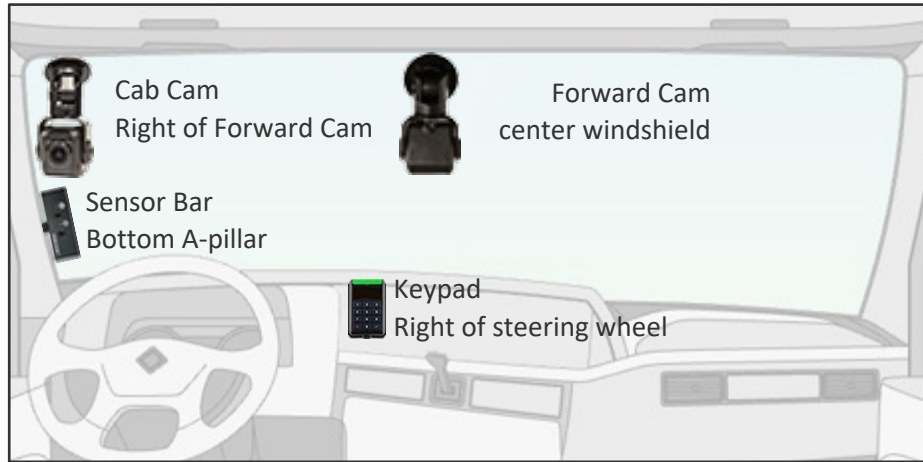 Cab Cam
Right of Forward Cam
Forward Cam
center windshield
Sensor Bar
Bottom A-pillar
Keypad
Right of steering wheel